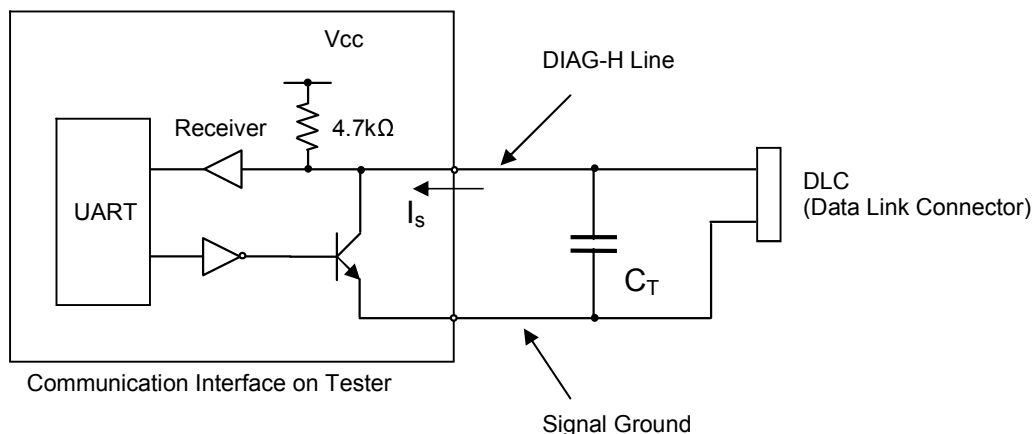 Vcc
DIAG-H Line
Receiver
4.7kΩ
UART
Is
DLC
(Data Link Connector)
CT
Communication Interface on Tester
Signal Ground